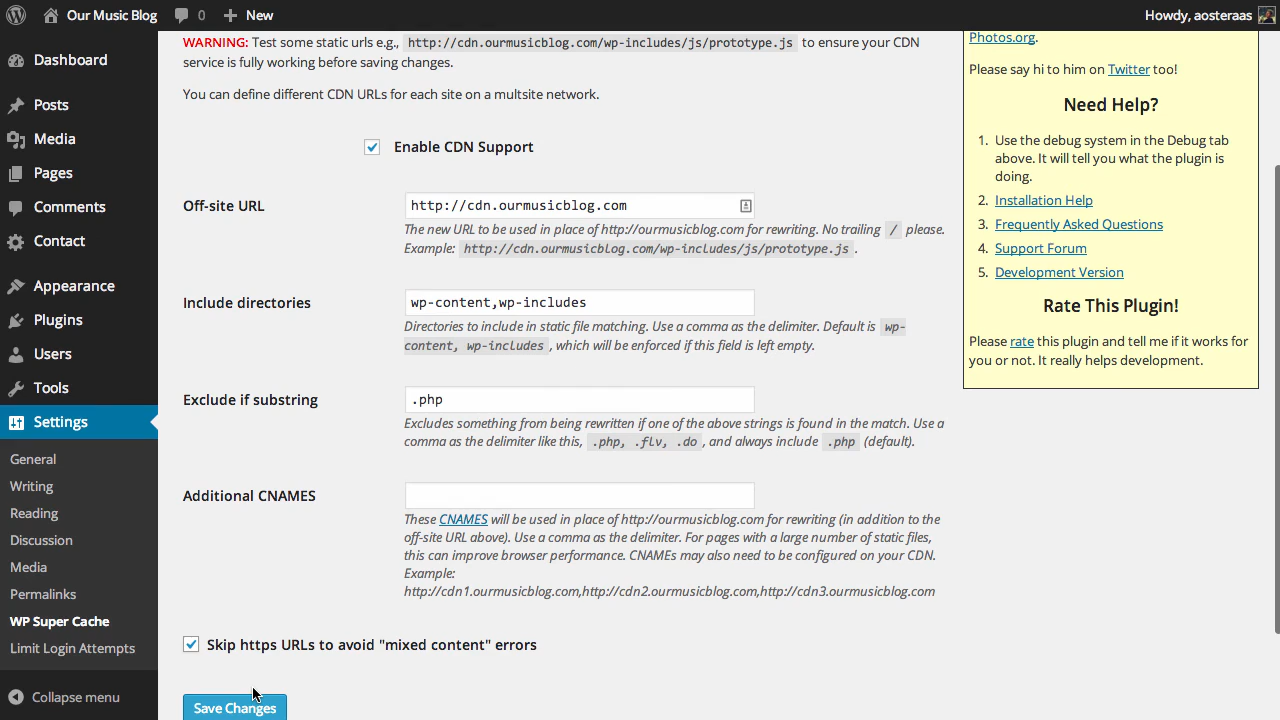 Our Music Blog 0 New Howdy, aosteraas
Dashboard
Posts
Media
Pages
Comments
Contact
Appearance
Plugins
Users
Tools
Settings
General
Writing
Reading
Discussion
Media
Permalinks
WP Super Cache
Limit Login Attempts
Collapse menu
WARNING: Test some static urls e.g., http://cdn.ourmusicblog.com/wp-includes/js/prototype.js to ensure your CDN
service is fully working before saving changes.
You can define different CDN URLs for each site on a multsite network.
Enable CDN Support
Off-site URL
http://cdn.ourmusicblog.com
The new URL to be used in place of http://ourmusicblog.com for rewriting. No trailing / please.
Example: http://cdn.ourmusicblog.com/wp-includes/js/prototype.js .
Include directories
wp-content,wp-includes
Directories to include in static file matching. Use a comma as the delimiter. Default is wp-
content, wp-includes , which will be enforced if this field is left empty.
Exclude if substring
.php
Excludes something from being rewritten if one of the above strings is found in the match. Use a
comma as the delimiter like this, .php, .flv, .do , and always include .php (default).
Additional CNAMES
These CNAMES will be used in place of http://ourmusicblog.com for rewriting (in addition to the
off-site URL above). Use a comma as the delimiter. For pages with a large number of static files,
this can improve browser performance. CNAMEs may also need to be configured on your CDN.
Example:
http://cdn1.ourmusicblog.com,http://cdn2.ourmusicblog.com,http://cdn3.ourmusicblog.com
Skip https URLs to avoid "mixed content" errors
Save Changes
Photos.org.
Please say hi to him on Twitter too!
Need Help?
1. Use the debug system in the Debug tab
above. It will tell you what the plugin is
doing.
2. Installation Help
3. Frequently Asked Questions
4. Support Forum
5. Development Version
Rate This Plugin!
Please rate this plugin and tell me if it works for
you or not. It really helps development.